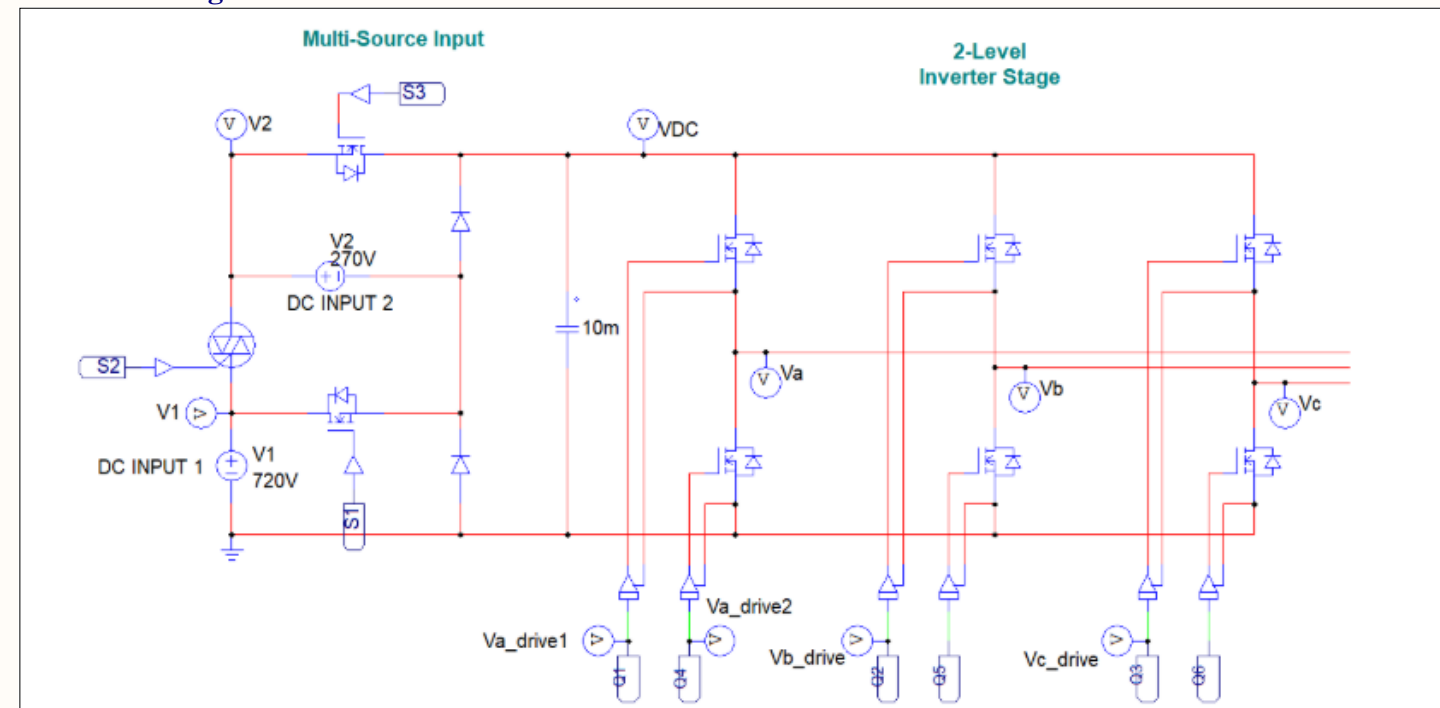 Multi-Source Input
2-Level
Inverter Stage
S3
V V2
V VDC
V2
270V
DC INPUT 2
10m
S2
V Va
V Vb
V Vc
V1 V
DC INPUT 1
V1
720V
S1
Va_drive1 V
Va_drive2
V
Vb_drive V
Vc_drive V
Q1
Q4
Q2
Q5
Q3
Q6